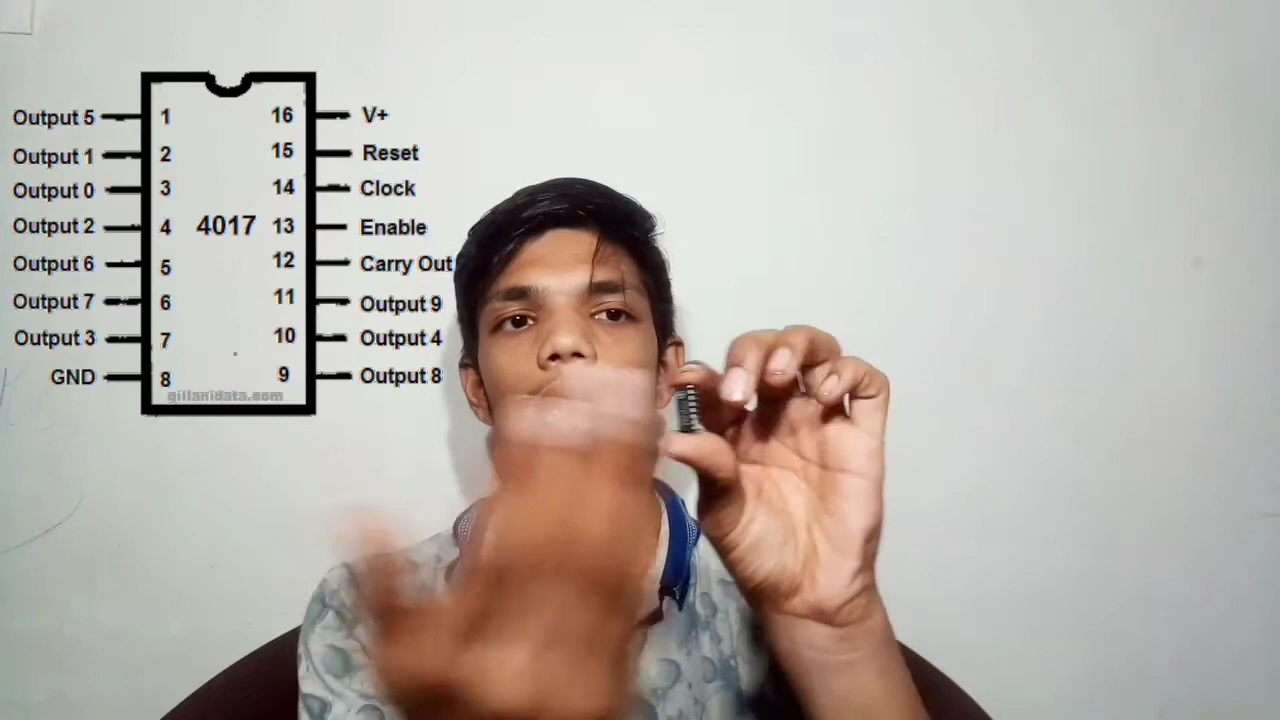 Output 5 1 16 V+
Output 1 2 15 Reset
Output 0 3 14 Clock
Output 2 4 4017 13 Enable
Output 6 5 12 Carry Out
Output 7 6 11 Output 9
Output 3 7 10 Output 4
GND 8 9 Output 8
gillanidata.com